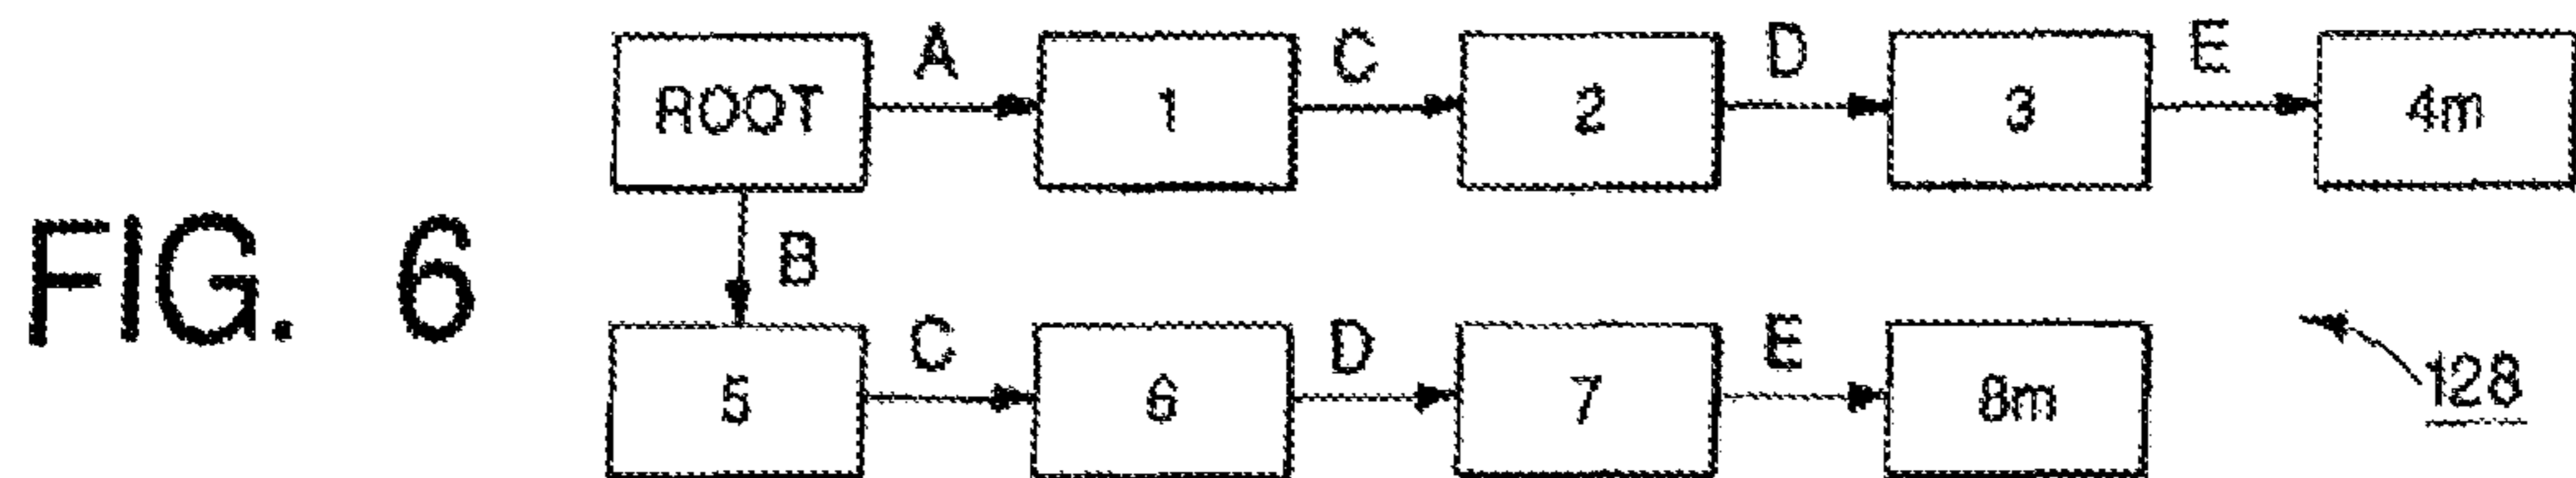 A C D E
ROOT 1 2 3 4m
FIG. 6
B
C D E
5 6 7 8m
128